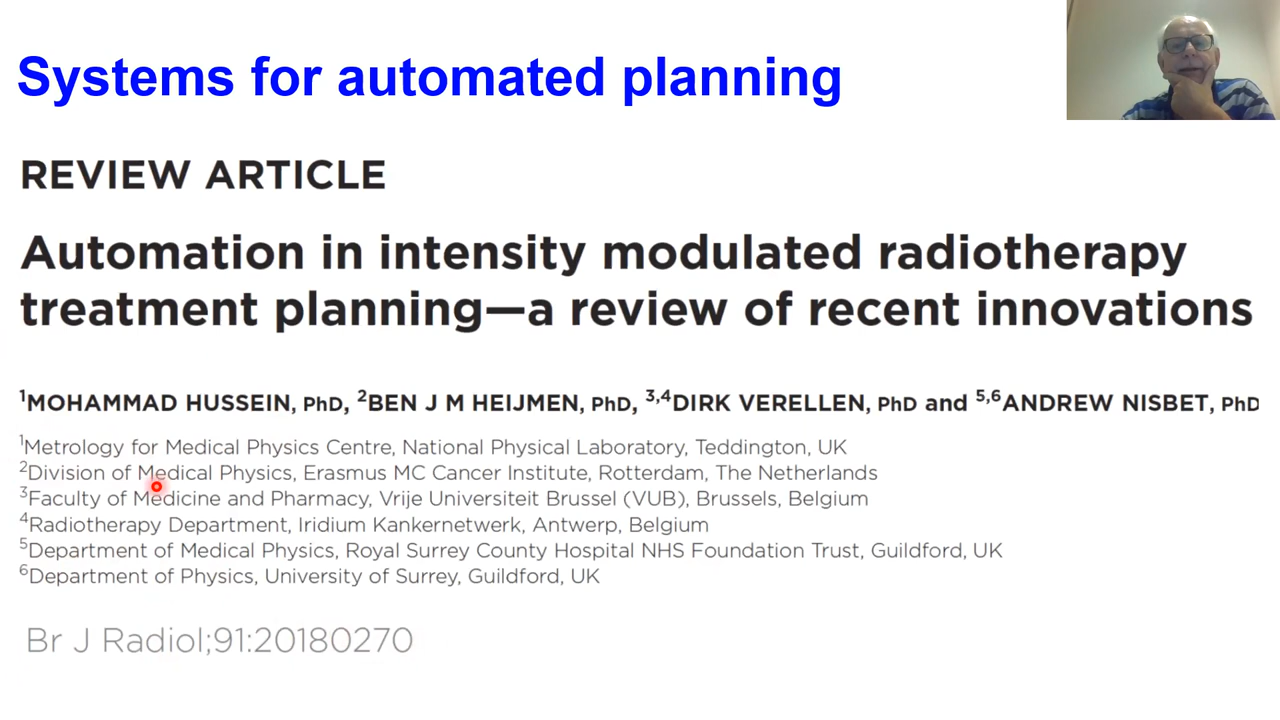 Systems for automated planning
REVIEW ARTICLE
Automation in intensity modulated radiotherapy
treatment planning—a review of recent innovations
¹MOHAMMAD HUSSEIN, PhD, ²BEN J M HEIJMEN, PhD, ³,⁴DIRK VERELLEN, PhD and ⁵,⁶ANDREW NISBET, PhD
¹Metrology for Medical Physics Centre, National Physical Laboratory, Teddington, UK
²Division of Medical Physics, Erasmus MC Cancer Institute, Rotterdam, The Netherlands
³Faculty of Medicine and Pharmacy, Vrije Universiteit Brussel (VUB), Brussels, Belgium
⁴Radiotherapy Department, Iridium Kankernetwerk, Antwerp, Belgium
⁵Department of Medical Physics, Royal Surrey County Hospital NHS Foundation Trust, Guildford, UK
⁶Department of Physics, University of Surrey, Guildford, UK
Br J Radiol;91:20180270